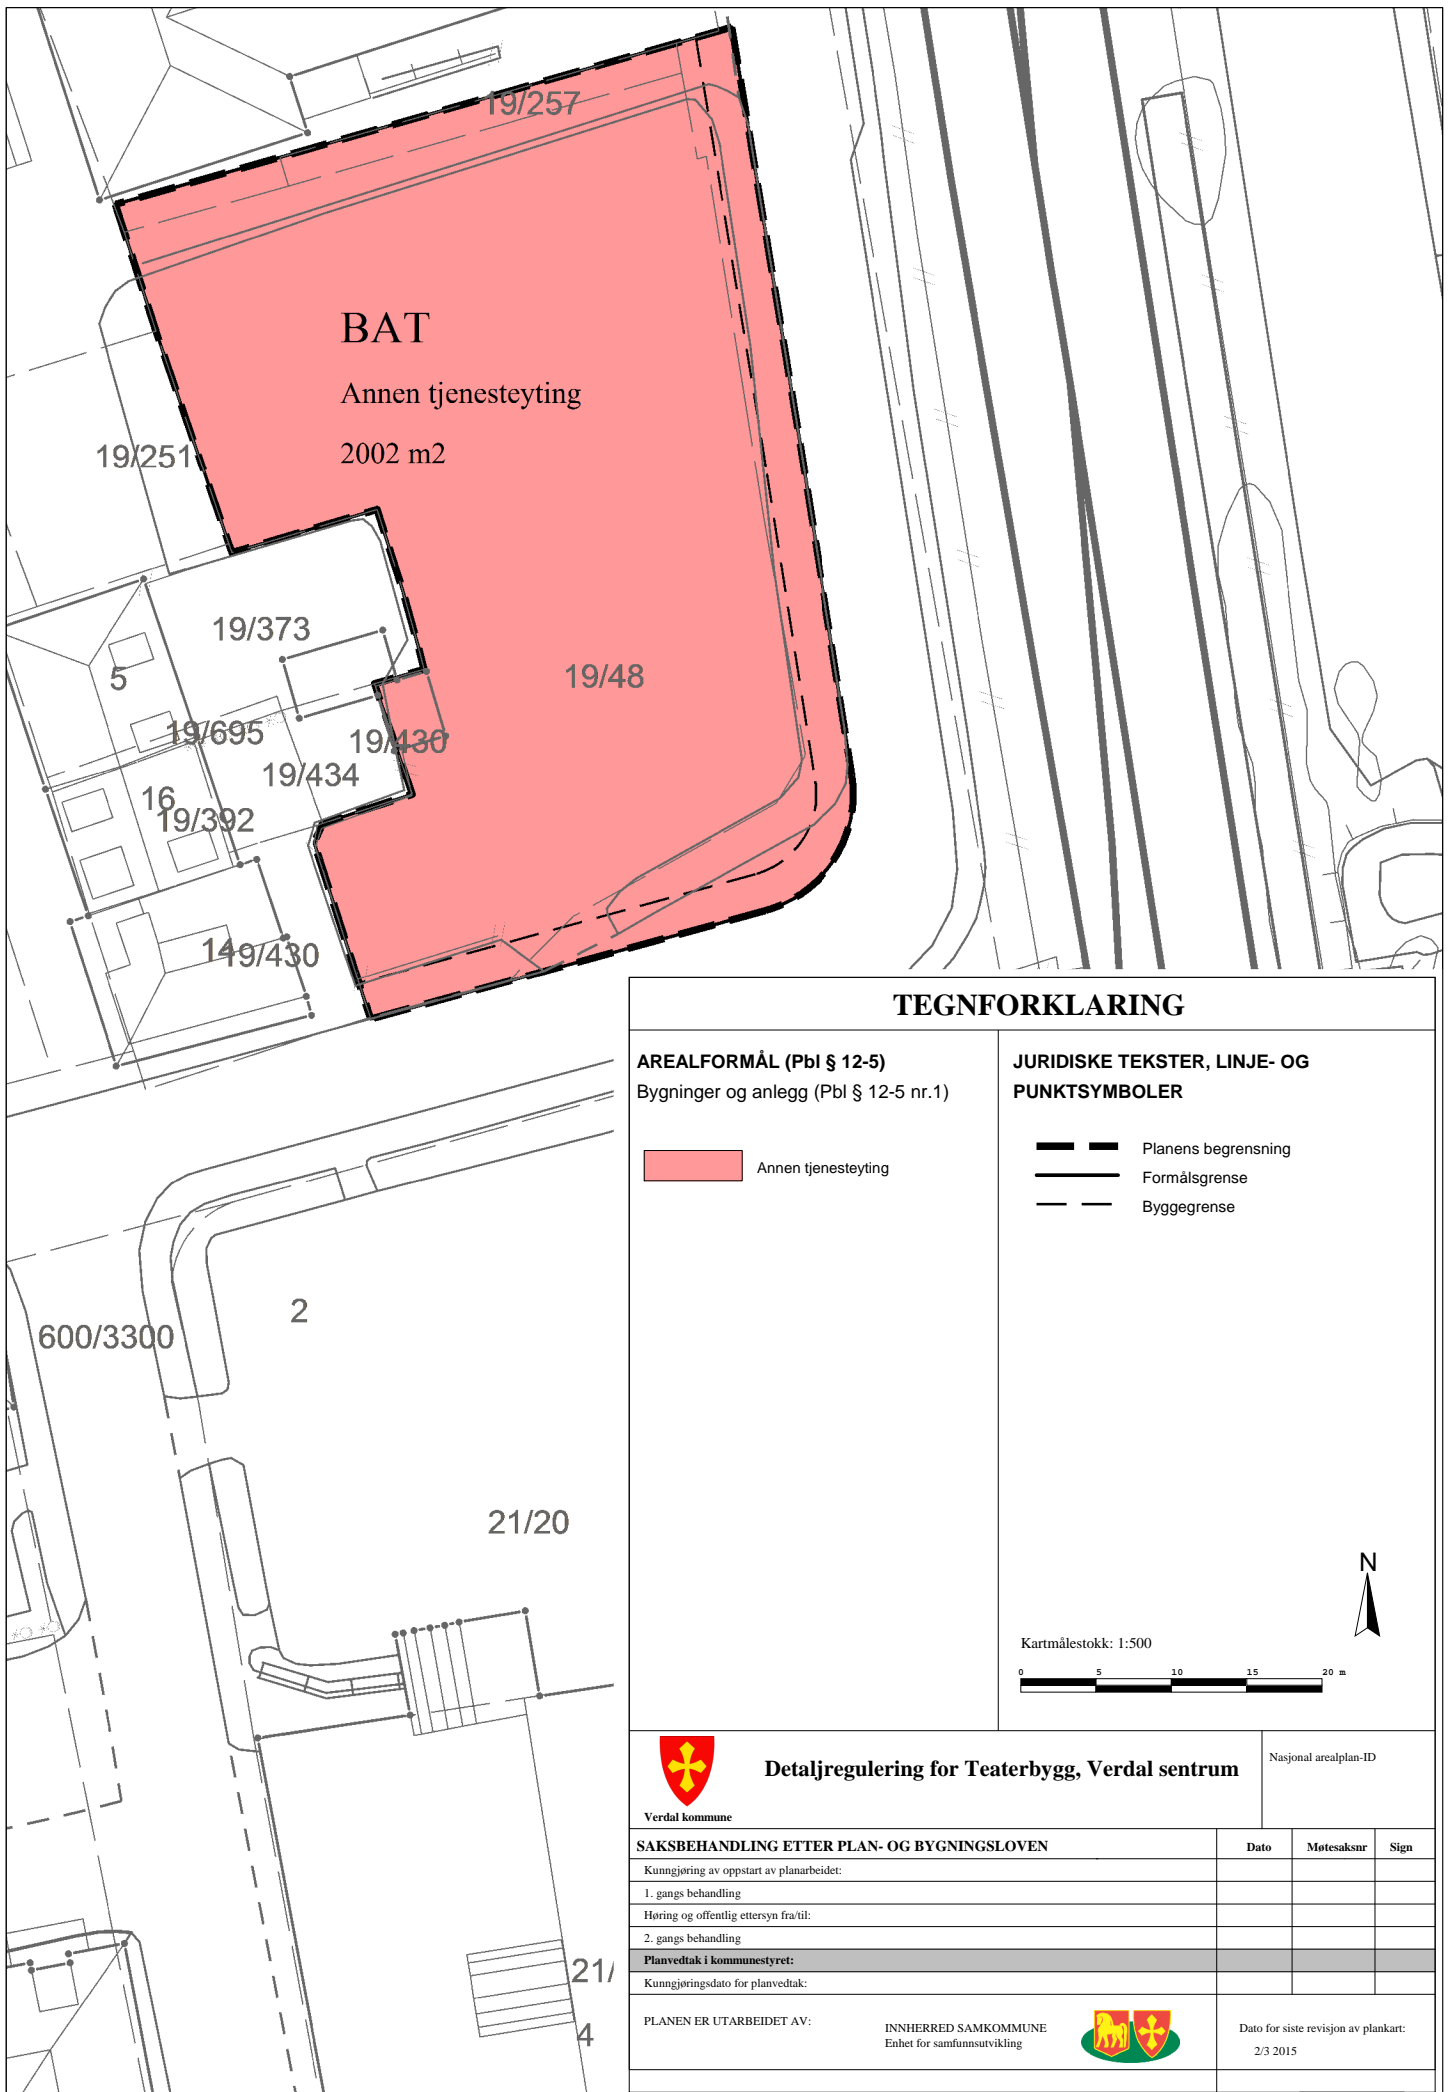 19/257
BAT
Annen tjenesteyting
2002 m2
19/251
19/373
5
19/48
19/695
19/430
19/434
16
19/392
14
19/430
TEGNFORKLARING
AREALFORMÅL (Pbl § 12-5)
Bygninger og anlegg (Pbl § 12-5 nr.1)
Annen tjenesteyting
JURIDISKE TEKSTER, LINJE- OG
PUNKTSYMBOLER
Planens begrensning
Formålsgrense
Byggegrense
2
600/3300
21/20
N
Kartmålestokk: 1:500
0 5 10 15 20 m
Verdal kommune
Detaljregulering for Teaterbygg, Verdal sentrum
Nasjonal arealplan-ID
SAKSBEHANDLING ETTER PLAN- OG BYGNINGSLOVEN Dato Møtesaksnr Sign
Kunngjøring av oppstart av planarbeidet:
1. gangs behandling
Høring og offentlig ettersyn fra/til:
2. gangs behandling
Planvedtak i kommunestyret:
Kunngjøringsdato for planvedtak:
21/
4
PLANEN ER UTARBEIDET AV:
INNHERRED SAMKOMMUNE
Enhet for samfunnsutvikling
Dato for siste revisjon av plankart:
2/3 2015